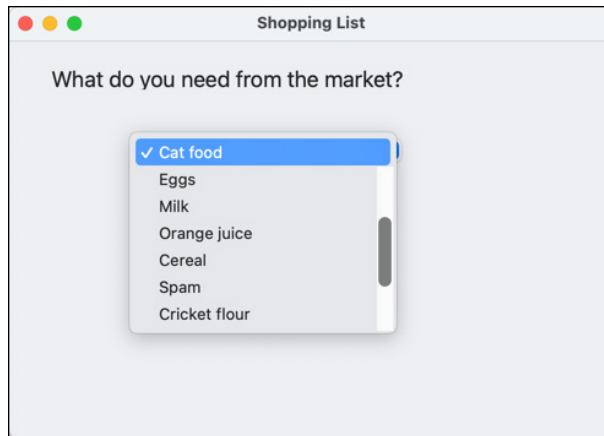 Shopping List
What do you need from the market?
✓ Cat food
Eggs
Milk
Orange juice
Cereal
Spam
Cricket flour